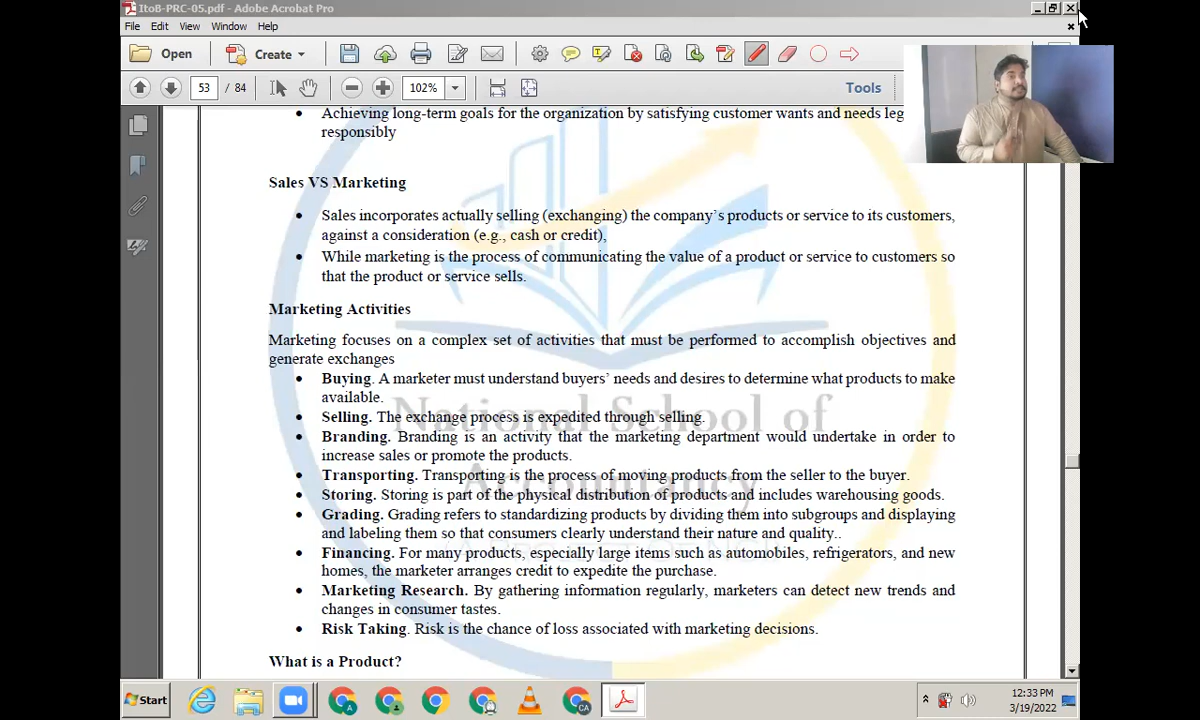 ItoB-PRC-05.pdf - Adobe Acrobat Pro
File Edit View Window Help
Open Create
53 / 84 102% Tools
• Achieving long-term goals for the organization by satisfying customer wants and needs leg
responsibly
Sales VS Marketing
• Sales incorporates actually selling (exchanging) the company's products or service to its customers,
against a consideration (e.g., cash or credit),
• While marketing is the process of communicating the value of a product or service to customers so
that the product or service sells.
Marketing Activities
Marketing focuses on a complex set of activities that must be performed to accomplish objectives and
generate exchanges
• Buying. A marketer must understand buyers' needs and desires to determine what products to make
available.
• Selling. The exchange process is expedited through selling.
• Branding. Branding is an activity that the marketing department would undertake in order to
increase sales or promote the products.
• Transporting. Transporting is the process of moving products from the seller to the buyer.
• Storing. Storing is part of the physical distribution of products and includes warehousing goods.
• Grading. Grading refers to standardizing products by dividing them into subgroups and displaying
and labeling them so that consumers clearly understand their nature and quality..
• Financing. For many products, especially large items such as automobiles, refrigerators, and new
homes, the marketer arranges credit to expedite the purchase.
• Marketing Research. By gathering information regularly, marketers can detect new trends and
changes in consumer tastes.
• Risk Taking. Risk is the chance of loss associated with marketing decisions.
What is a Product?
National School of
Accountancy
Start
12:33 PM
3/19/2022